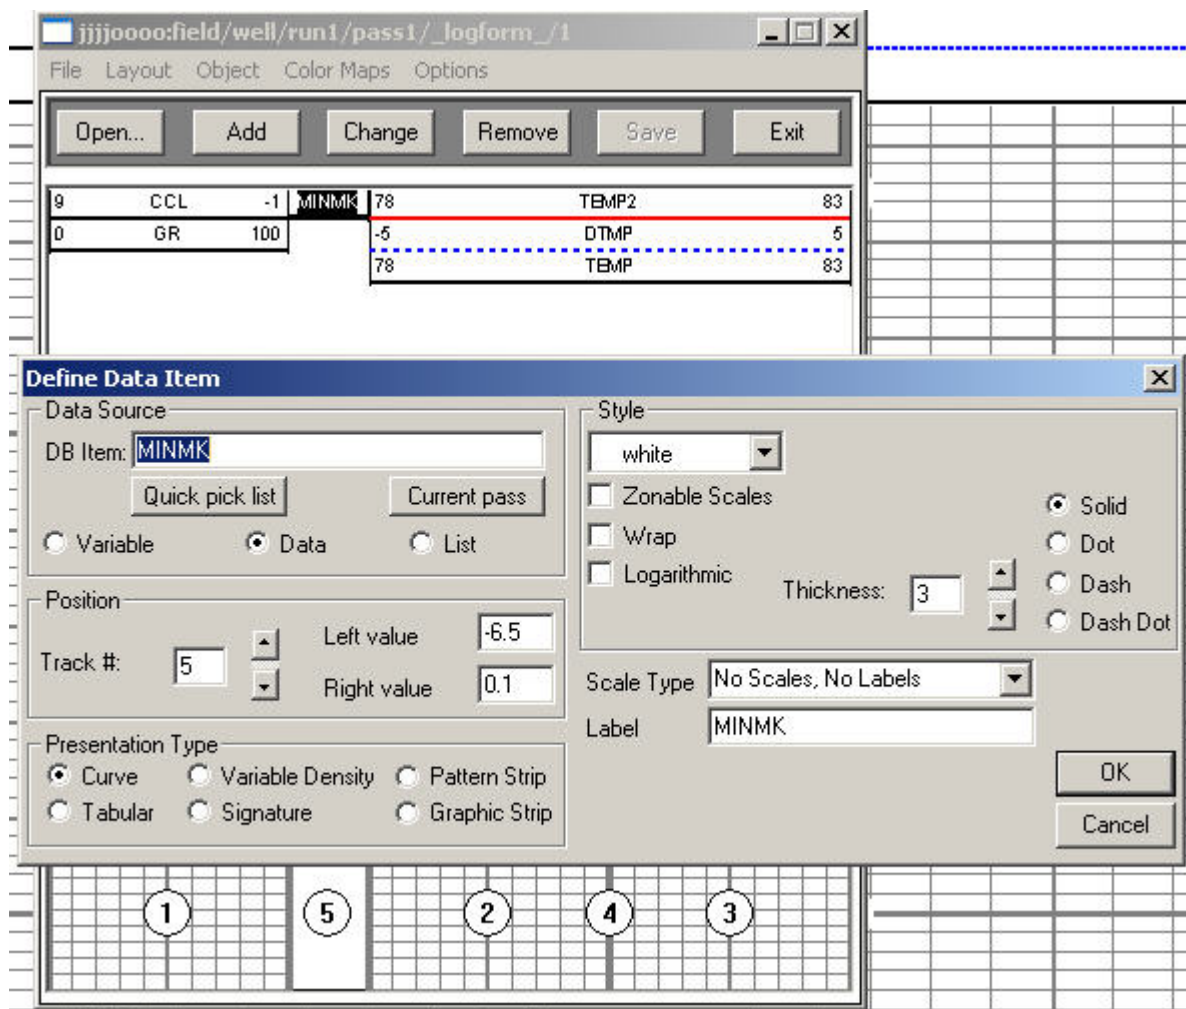 jjjjoooo:field/well/run1/pass1/_logform_/1
File Layout Object Color Maps Options
Open... Add Change Remove Save Exit
9 CCL -1 MINMK 78 TEMP2 83
0 GR 100 -5 DTMP 5
78 TEMP 83
Define Data Item
Data Source
DB Item: MINMK
Quick pick list Current pass
Variable Data List
Position
Track #: 5
Left value -6.5
Right value 0.1
Presentation Type
Curve Variable Density Pattern Strip
Tabular Signature Graphic Strip
Style
white
Zonable Scales
Wrap
Logarithmic
Thickness: 3
Solid
Dot
Dash
Dash Dot
Scale Type No Scales, No Labels
Label MINMK
OK
Cancel
1 5 2 4 3